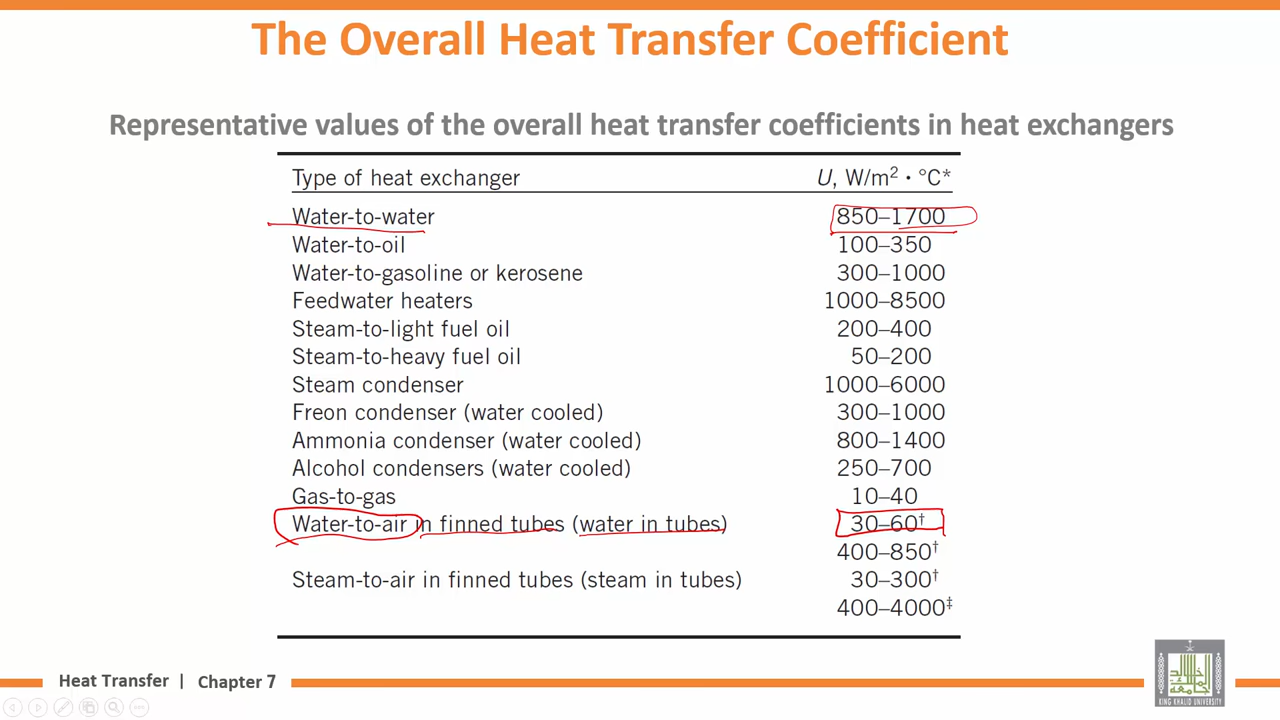 The Overall Heat Transfer Coefficient
Representative values of the overall heat transfer coefficients in heat exchangers
Type of heat exchanger U, W/m² · °C*
Water-to-water 850–1700
Water-to-oil 100–350
Water-to-gasoline or kerosene 300–1000
Feedwater heaters 1000–8500
Steam-to-light fuel oil 200–400
Steam-to-heavy fuel oil 50–200
Steam condenser 1000–6000
Freon condenser (water cooled) 300–1000
Ammonia condenser (water cooled) 800–1400
Alcohol condensers (water cooled) 250–700
Gas-to-gas 10–40
Water-to-air in finned tubes (water in tubes) 30–60†
400–850†
Steam-to-air in finned tubes (steam in tubes) 30–300†
400–4000‡
Heat Transfer | Chapter 7
KING KHALID UNIVERSITY